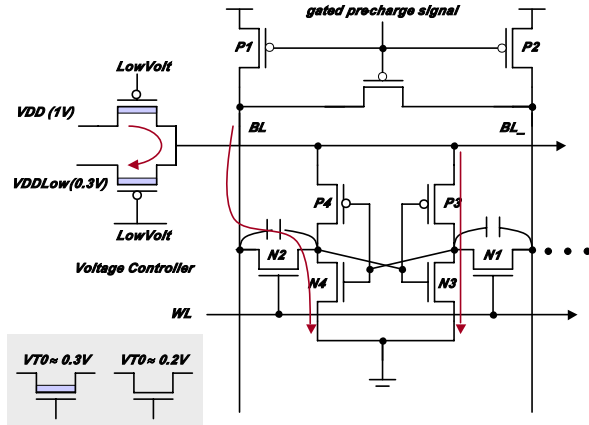 gated precharge signal
P1
P2
LowVolt
VDD (1V)
BL
BL_
VDDLow(0.3V)
P4
P3
LowVolt
N2
N1
Voltage Controller
N4
N3
WL
VT0≈ 0.3V
VT0≈ 0.2V